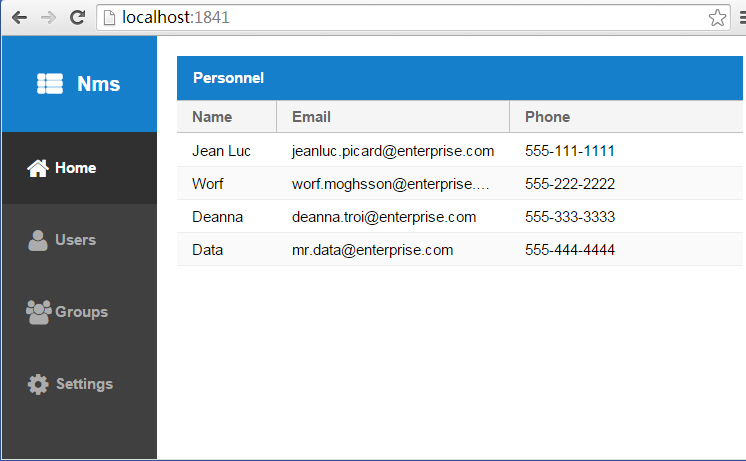 localhost:1841
Nms
Personnel
Name Email Phone
Home
Jean Luc jeanluc.picard@enterprise.com 555-111-1111
Worf worf.moghsson@enterprise.... 555-222-2222
Deanna deanna.troi@enterprise.com 555-333-3333
Users
Data mr.data@enterprise.com 555-444-4444
Groups
Settings